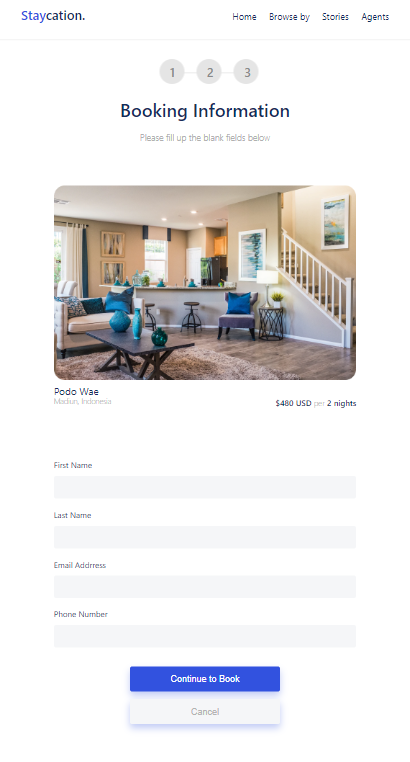 Staycation.
Home Browse by Stories Agents
1 2 3
Booking Information
Please fill up the blank fields below
Podo Wae
Madiun, Indonesia
$480 USD per 2 nights
First Name
Last Name
Email Addrress
Phone Number
Continue to Book
Cancel